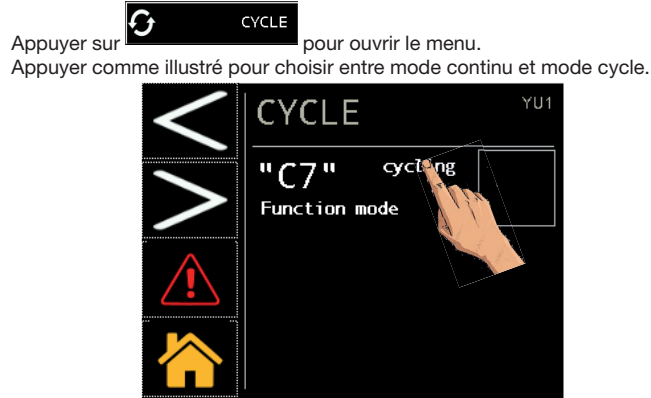 CYCLE
Appuyer sur pour ouvrir le menu.
Appuyer comme illustré pour choisir entre mode continu et mode cycle.
CYCLE
YU1
"C7" cycling
Function mode